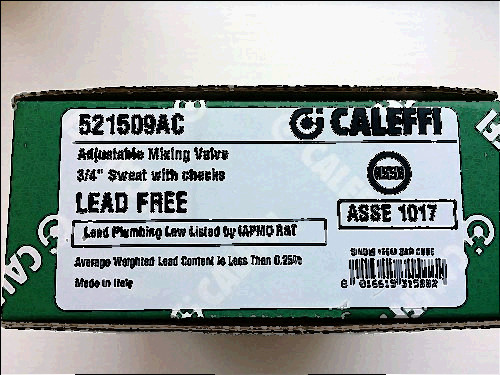 521509AC
CALEFFI
Adjustable Mixing Valve
3/4" Sweat with checks
LEAD FREE
ASSE 1017
Lead Plumbing Law Listed by IAPMO R&T
Average Weighted Lead Content is Less Than 0.25%
Made in Italy